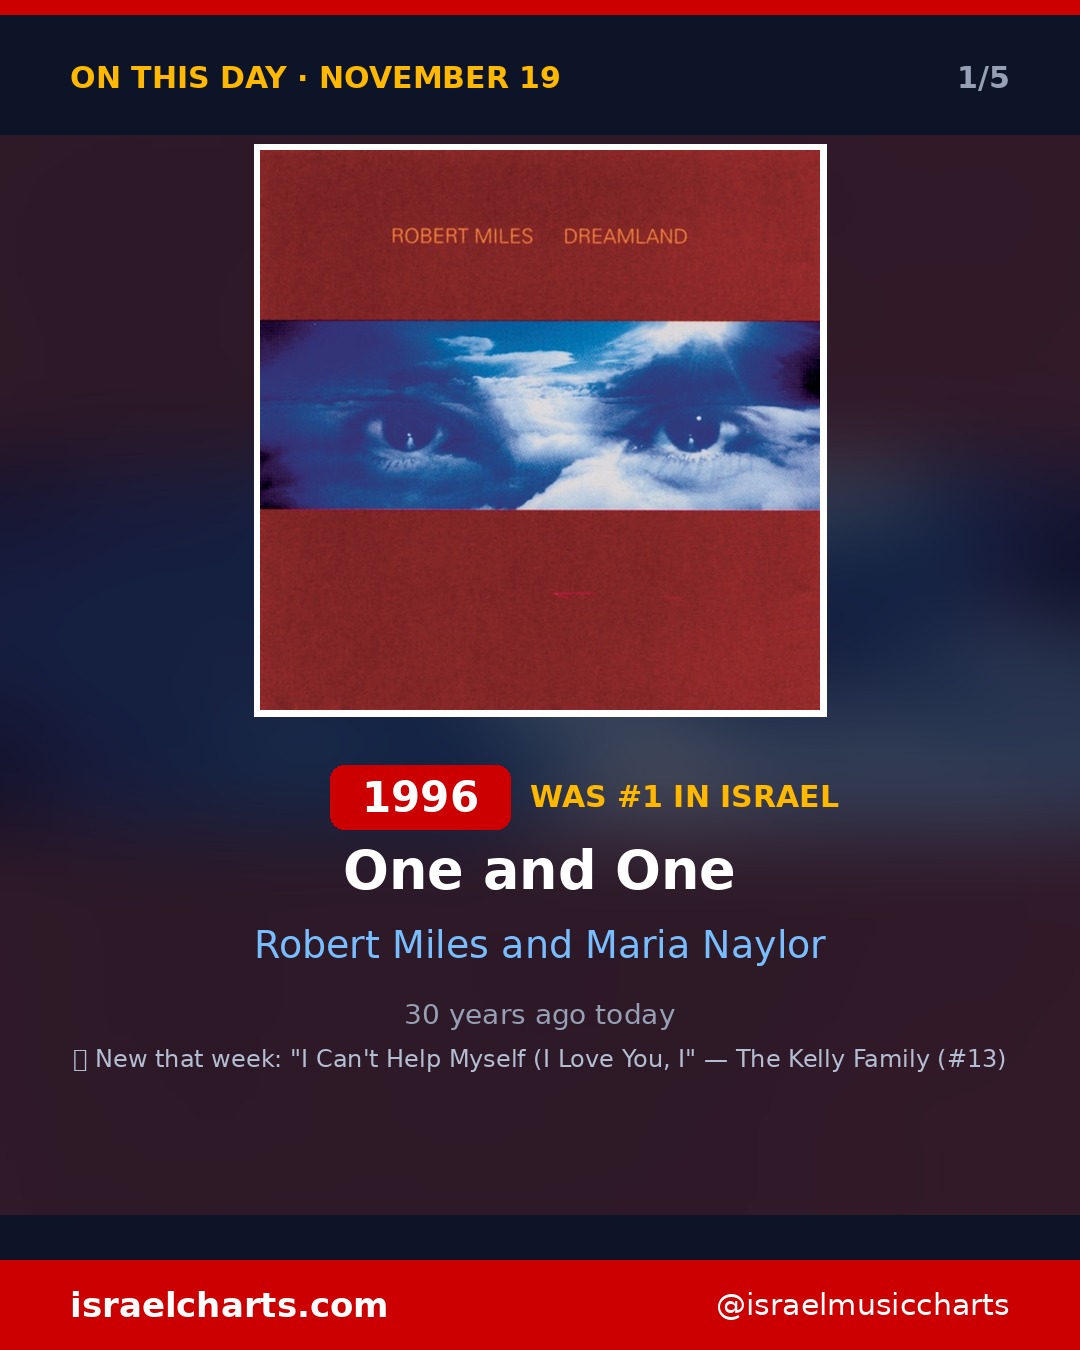 ON THIS DAY · NOVEMBER 19
1/5
ROBERT MILES DREAMLAND
1996
WAS #1 IN ISRAEL
One and One
Robert Miles and Maria Naylor
30 years ago today
New that week: "I Can't Help Myself (I Love You, I" — The Kelly Family (#13)
israelcharts.com
@israelmusiccharts